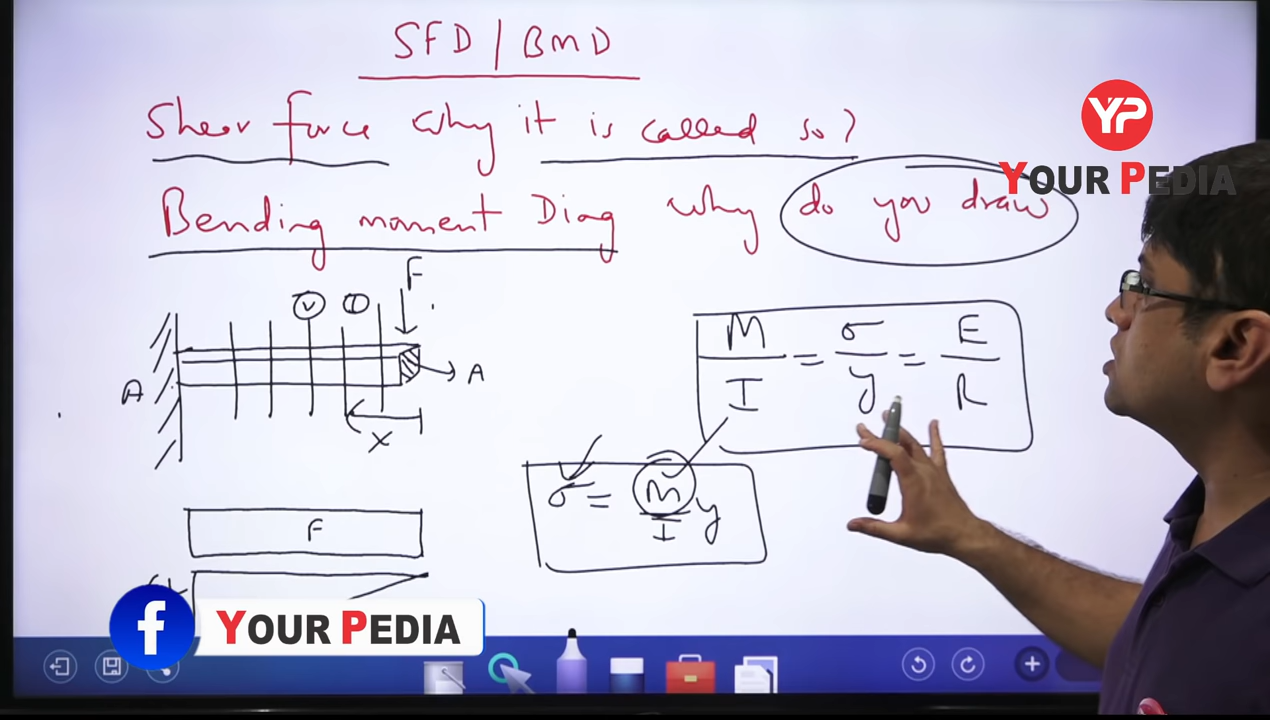 SFD / BMD
Shear force why it is called so?
Bending moment Diag why do you draw
YP
YOUR PEDIA
F
V
A
A
x
M/I = σ/y = E/R
σ = M/I y
F
f YOUR PEDIA